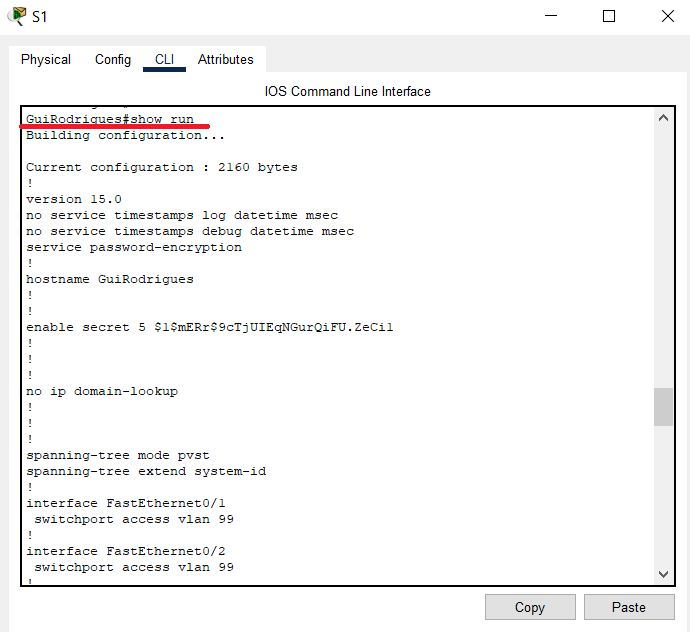 S1
Physical Config CLI Attributes
IOS Command Line Interface
GuiRodrigues#show run
Building configuration...
Current configuration : 2160 bytes
!
version 15.0
no service timestamps log datetime msec
no service timestamps debug datetime msec
service password-encryption
!
hostname GuiRodrigues
!
!
enable secret 5 $1$mERr$9cTjUIEqNGurQiFU.ZeCi1
!
!
!
no ip domain-lookup
!
!
!
spanning-tree mode pvst
spanning-tree extend system-id
!
interface FastEthernet0/1
 switchport access vlan 99
!
interface FastEthernet0/2
 switchport access vlan 99
!
Copy Paste